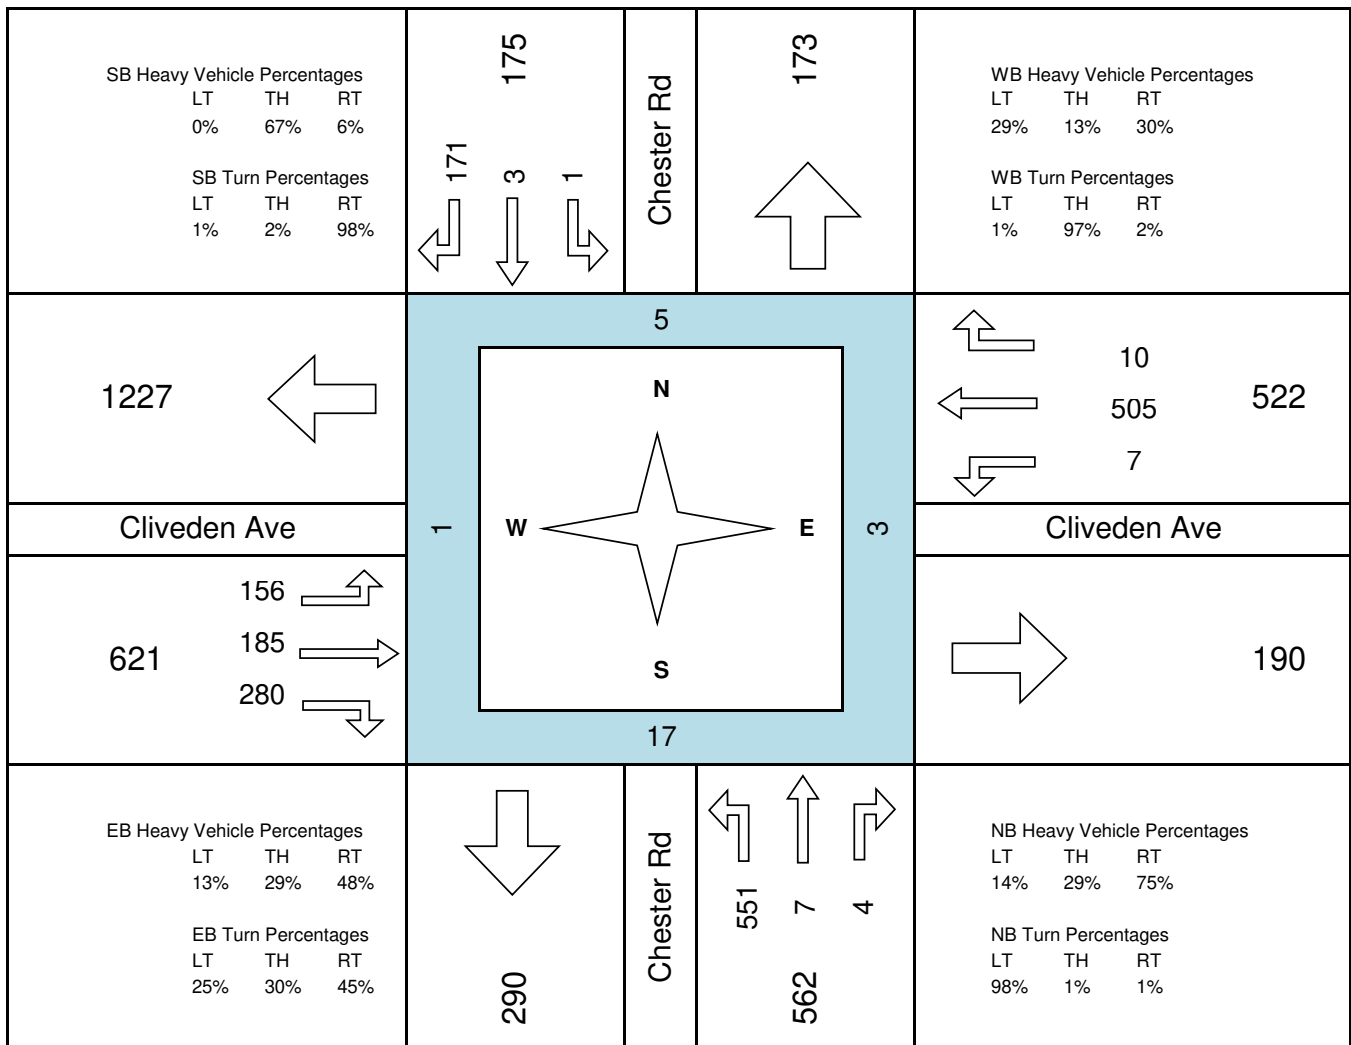 SB Heavy Vehicle Percentages
LT TH RT
0% 67% 6%
SB Turn Percentages
LT TH RT
1% 2% 98%
175
171 3 1
Chester Rd
173
WB Heavy Vehicle Percentages
LT TH RT
29% 13% 30%
WB Turn Percentages
LT TH RT
1% 97% 2%
1227
5
N
W E
S
1
3
17
10
505
7
522
Cliveden Ave
Cliveden Ave
156
185
280
621
190
EB Heavy Vehicle Percentages
LT TH RT
13% 29% 48%
EB Turn Percentages
LT TH RT
25% 30% 45%
290
Chester Rd
551 7 4
562
NB Heavy Vehicle Percentages
LT TH RT
14% 29% 75%
NB Turn Percentages
LT TH RT
98% 1% 1%